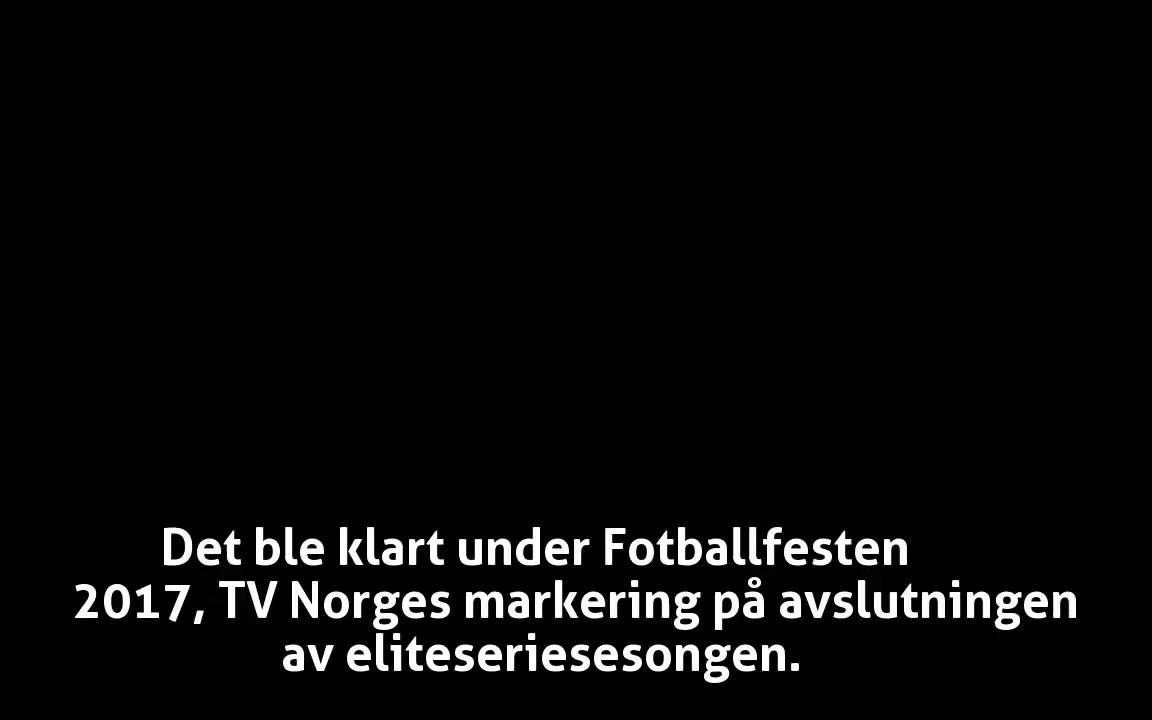 Det ble klart under Fotballfesten
2017, TV Norges markering på avslutningen
av eliteseriesesongen.